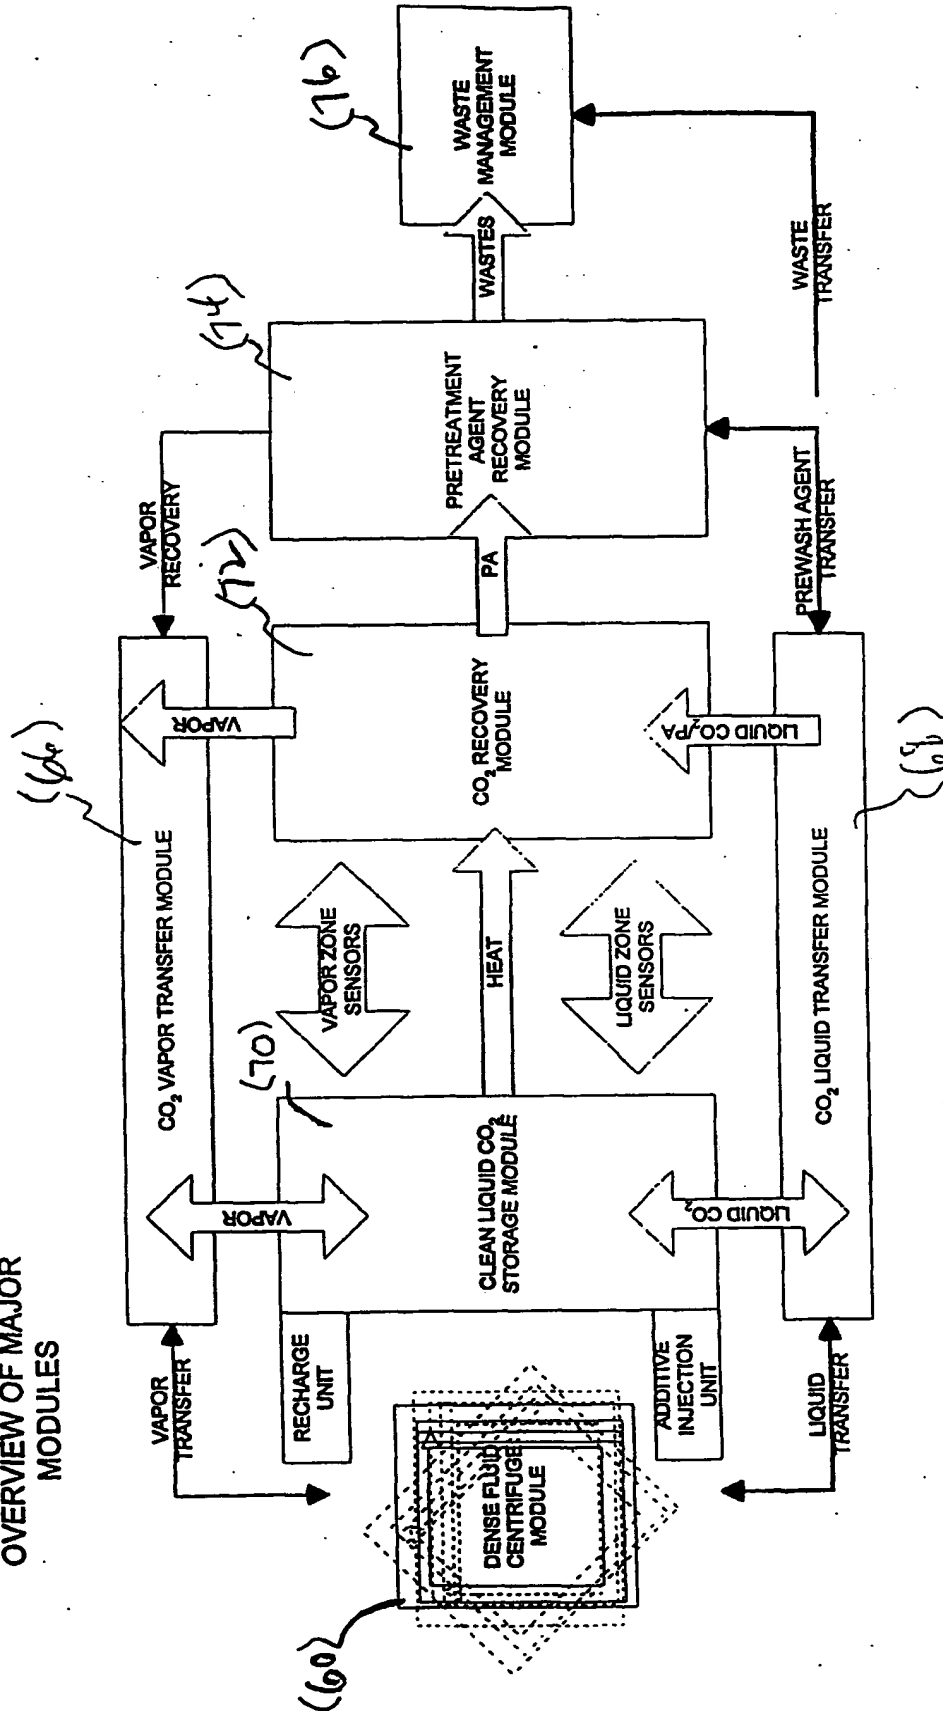 OVERVIEW OF MAJOR
MODULES
(66)
VAPOR
TRANSFER
CO₂ VAPOR TRANSFER MODULE
VAPOR
RECOVERY
VAPOR
VAPOR
(60)
(70)
(72)
(74)
(76)
RECHARGE
UNIT
VAPOR ZONE
SENSORS
DENSE FLUID
CENTRIFUGE
MODULE
CLEAN LIQUID CO₂
STORAGE MODULE
HEAT
CO₂ RECOVERY
MODULE
PA
PRETREATMENT
AGENT
RECOVERY
MODULE
WASTES
WASTE
MANAGEMENT
MODULE
ADDITIVE
INJECTION
UNIT
LIQUID ZONE
SENSORS
LIQUID CO₂
LIQUID CO₂/PA
LIQUID
TRANSFER
CO₂ LIQUID TRANSFER MODULE
PREWASH AGENT
TRANSFER
WASTE
TRANSFER